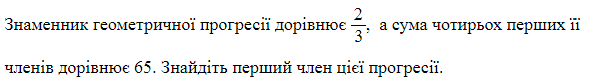 Знаменник геометричної прогресії дорівнює 2/3, а сума чотирьох перших її
членів дорівнює 65. Знайдіть перший член цієї прогресії.